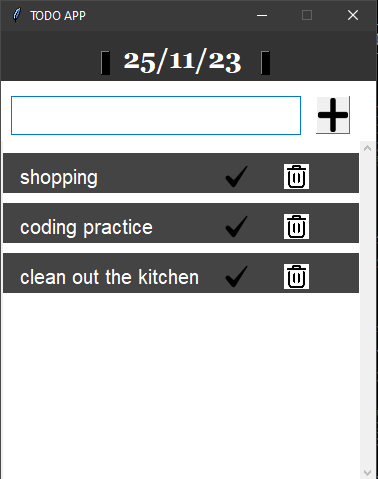 TODO APP
25/11/23
shopping
coding practice
clean out the kitchen